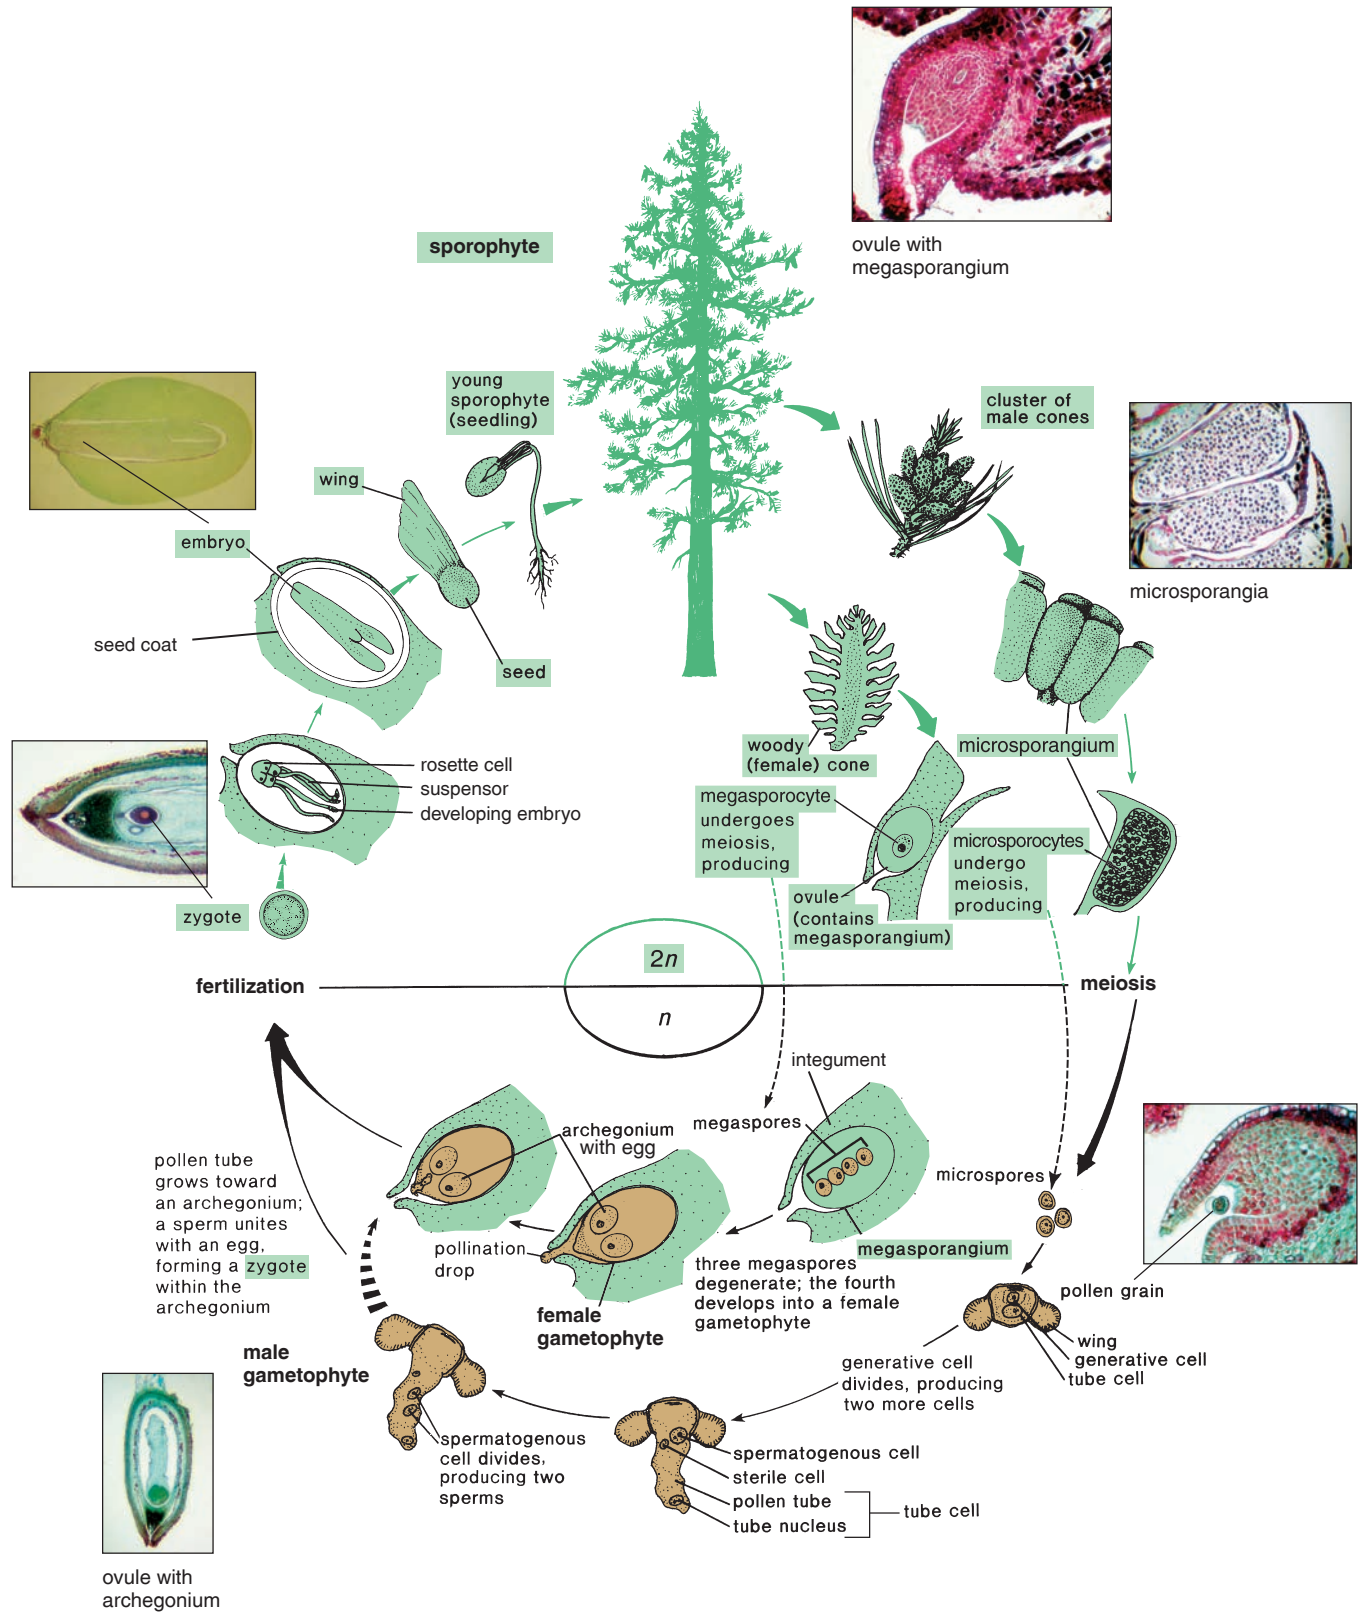 ovule with
megasporangium
sporophyte
young
sporophyte
(seedling)
cluster of
male cones
wing
embryo
microsporangia
seed coat
seed
woody
(female) cone
microsporangium
rosette cell
suspensor
developing embryo
megasporocyte
undergoes
meiosis,
producing
microsporocytes
undergo
meiosis,
producing
ovule
(contains
megasporangium)
zygote
2n
fertilization
meiosis
n
integument
megaspores
archegonium
with egg
microspores
pollen tube
grows toward
an archegonium;
a sperm unites
with an egg,
forming a zygote
within the
archegonium
pollination
drop
megasporangium
three megaspores
degenerate; the fourth
develops into a female
gametophyte
pollen grain
female
gametophyte
wing
generative cell
tube cell
male
gametophyte
generative cell
divides, producing
two more cells
spermatogenous
cell divides,
producing two
sperms
spermatogenous cell
sterile cell
pollen tube
tube nucleus
tube cell
ovule with
archegonium